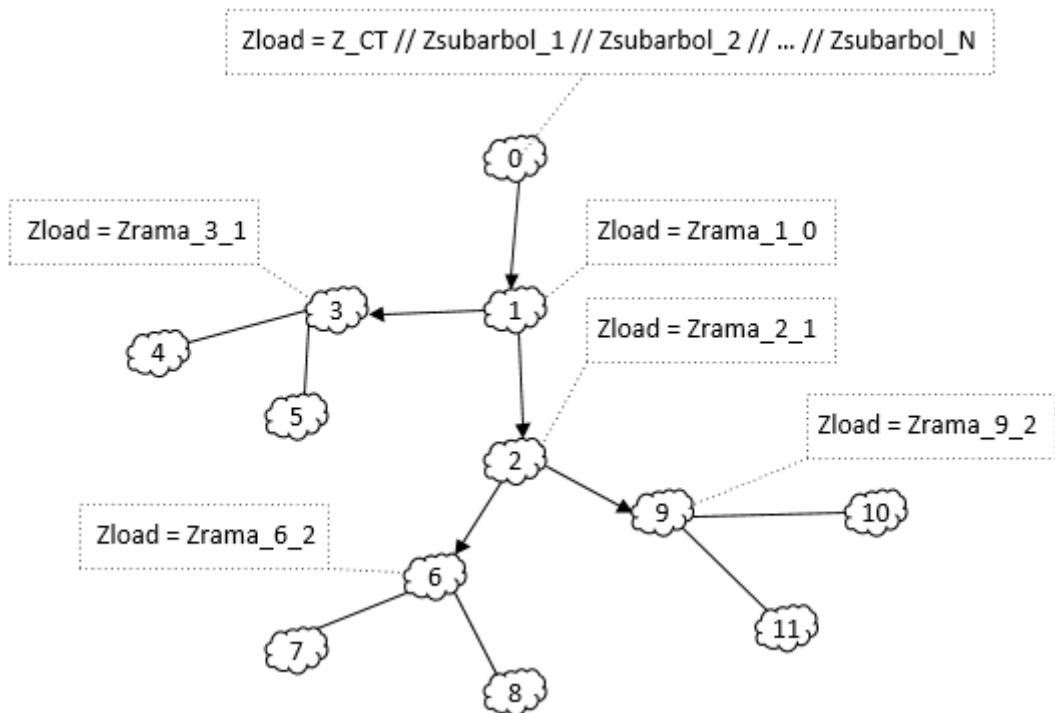 Zload = Z_CT // Zsubarbol_1 // Zsubarbol_2 // ... // Zsubarbol_N
0
Zload = Zrama_3_1
Zload = Zrama_1_0
3
1
4
Zload = Zrama_2_1
5
Zload = Zrama_9_2
2
9
10
Zload = Zrama_6_2
6
11
7
8